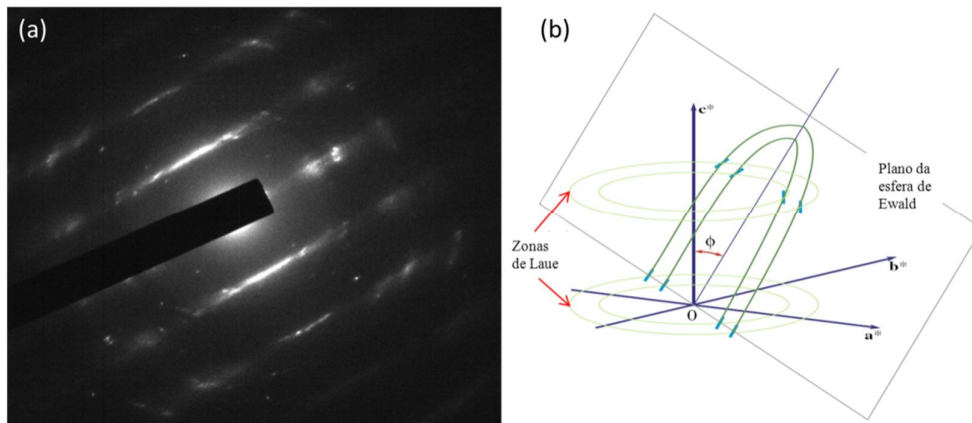 (a)
(b)
c*
Plano da
esfera de
Ewald
ϕ
Zonas
de Laue
b*
O
a*